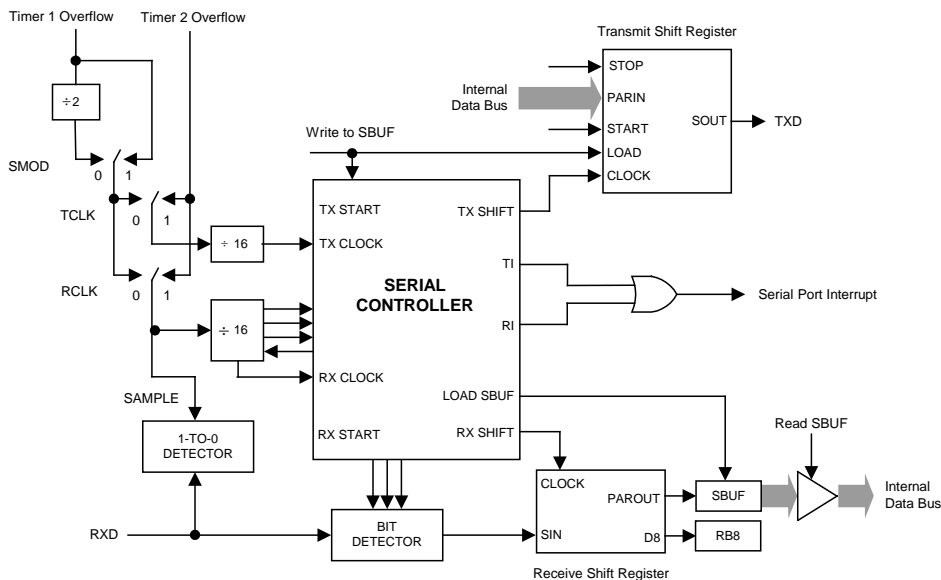 Timer 1 Overflow
Timer 2 Overflow
÷2
SMOD
0 1
TCLK
0 1
÷ 16
RCLK
0 1
÷ 16
SAMPLE
1-TO-0
DETECTOR
RXD
Write to SBUF
TX START
TX SHIFT
TX CLOCK
TI
SERIAL
CONTROLLER
RI
RX CLOCK
LOAD SBUF
RX START
RX SHIFT
BIT
DETECTOR
Transmit Shift Register
STOP
Internal
Data Bus
PARIN
START
SOUT
TXD
LOAD
CLOCK
Serial Port Interrupt
CLOCK
PAROUT
SIN
D8
Receive Shift Register
SBUF
RB8
Read SBUF
Internal
Data Bus